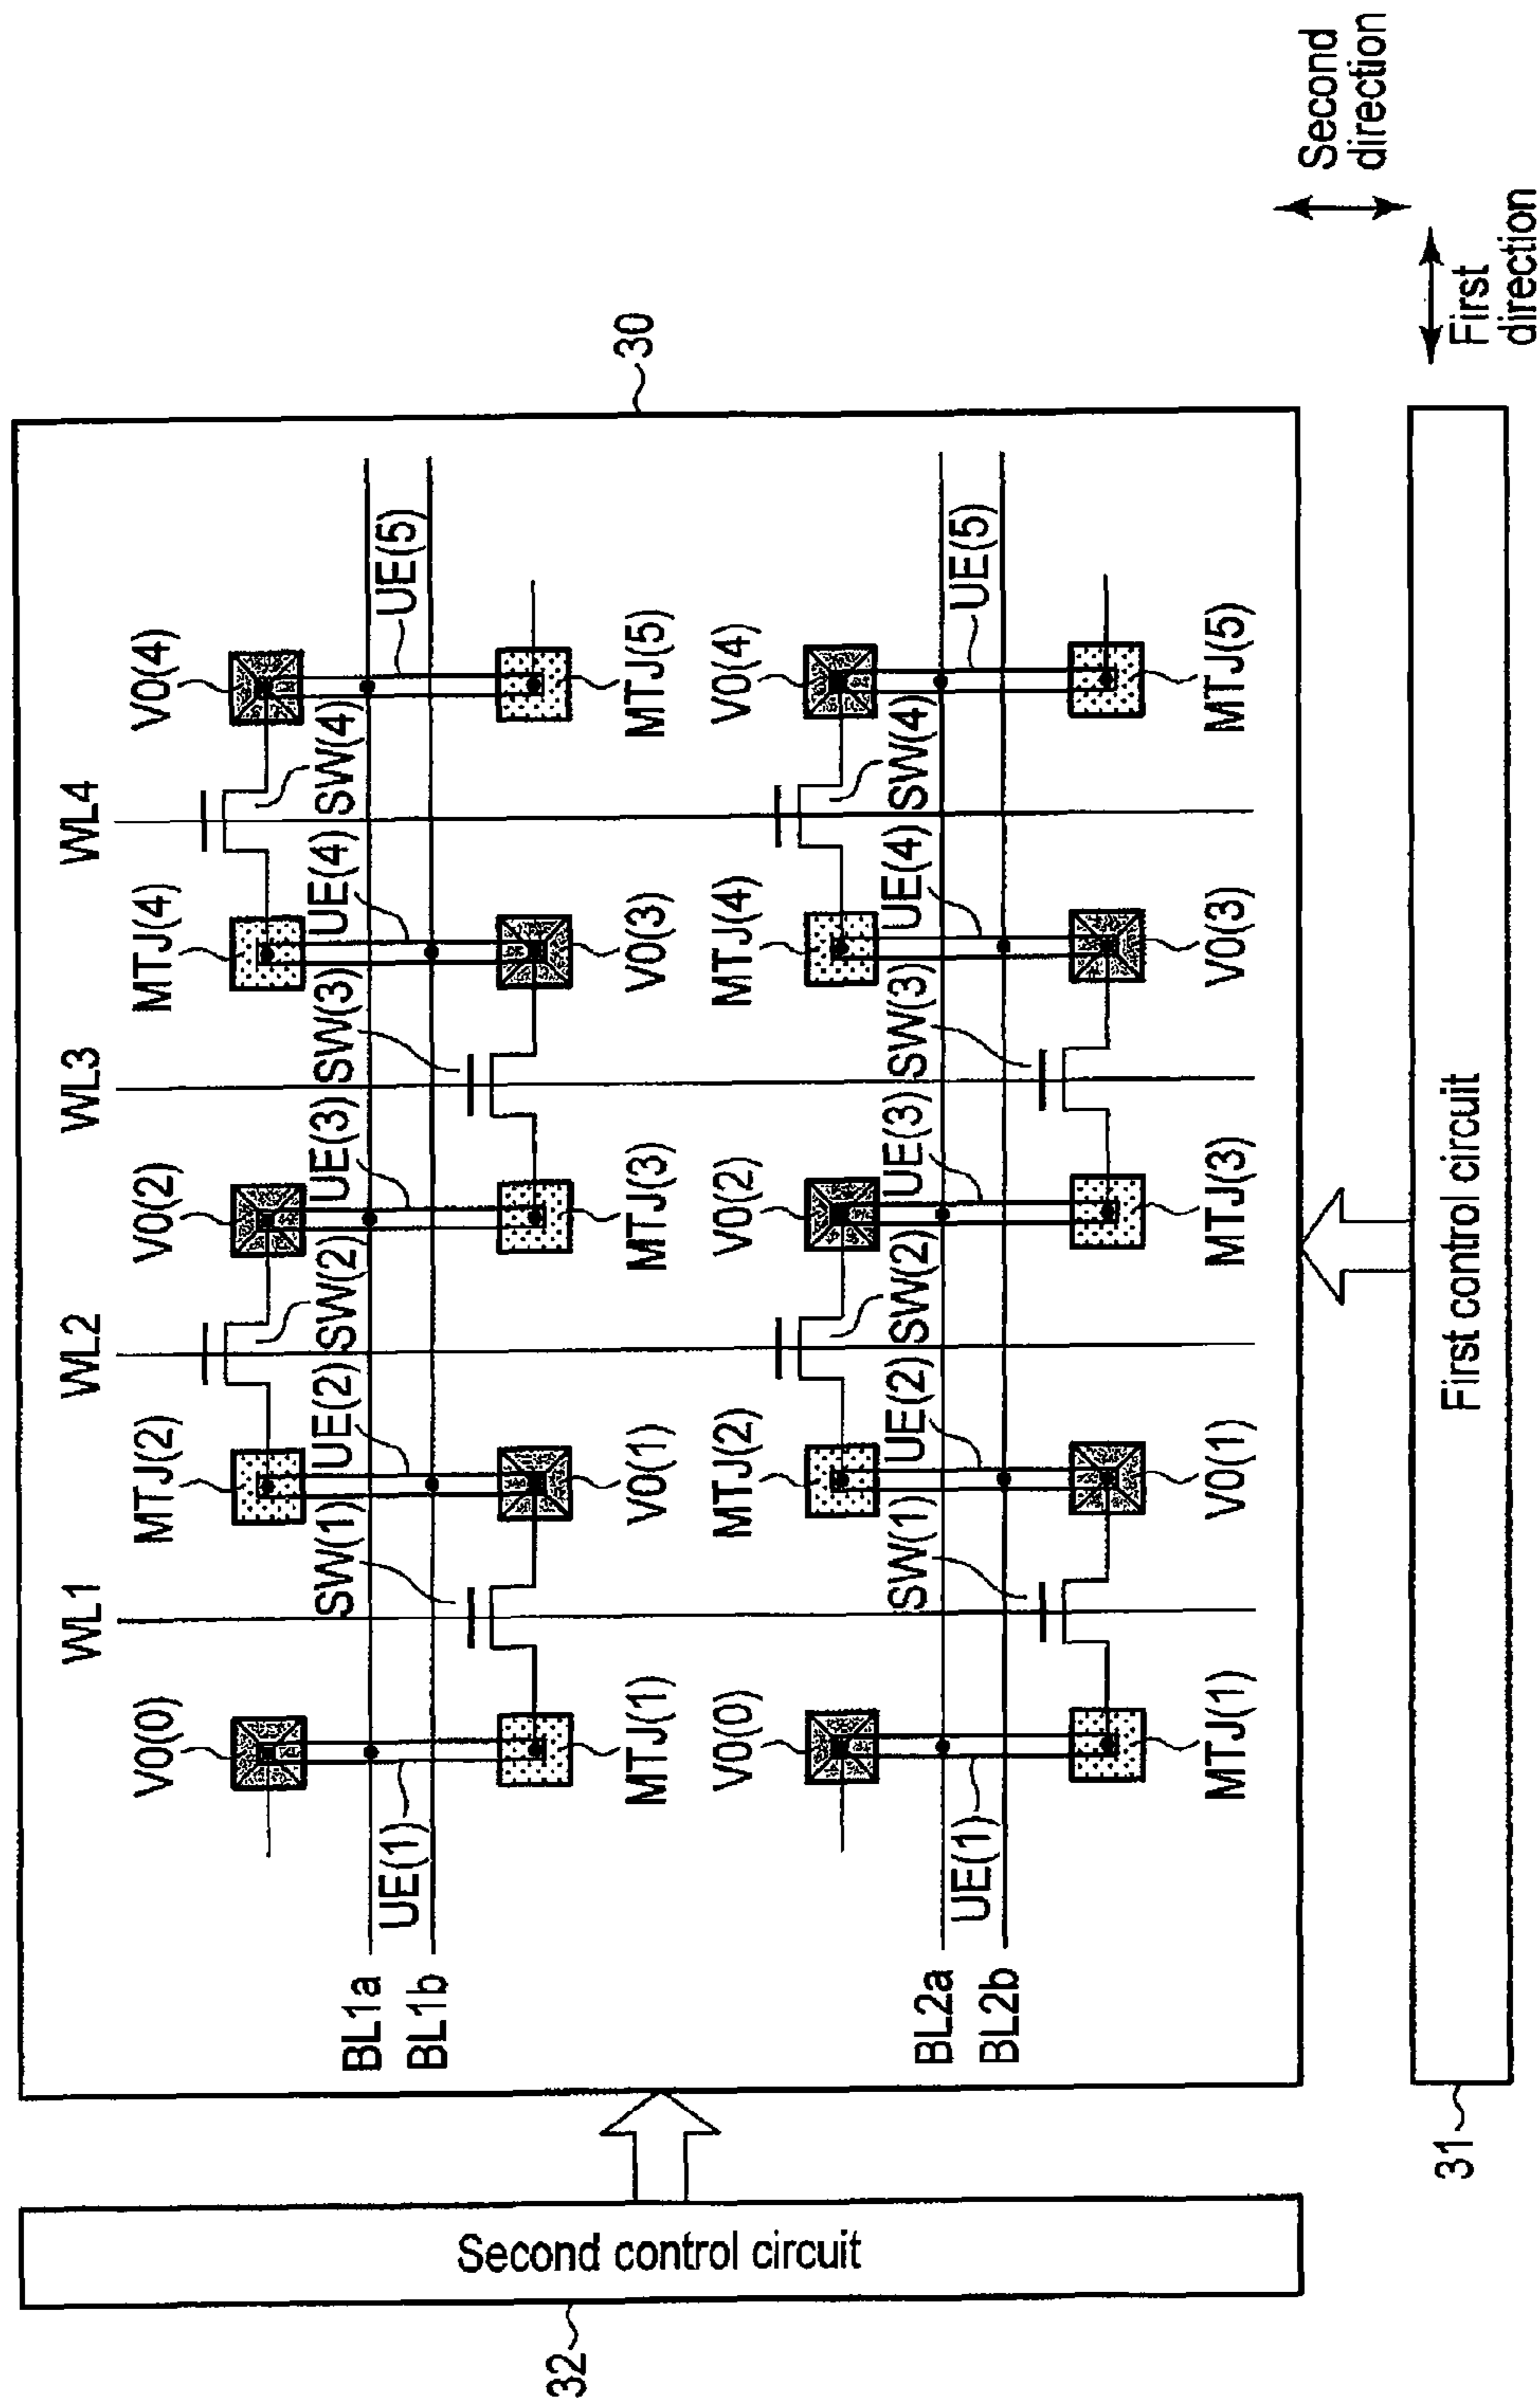 WL1
WL2
WL3
WL4
30
V0(0)
MTJ(2)
V0(2)
MTJ(4)
V0(4)
SW(1)
UE(2)
SW(2)
UE(3)
SW(3)
UE(4)
SW(4)
BL1a
UE(1)
UE(5)
BL1b
MTJ(1)
V0(1)
MTJ(3)
V0(3)
MTJ(5)
V0(0)
MTJ(2)
V0(2)
MTJ(4)
V0(4)
SW(1)
UE(2)
SW(2)
UE(3)
SW(3)
UE(4)
SW(4)
BL2a
UE(1)
UE(5)
BL2b
MTJ(1)
V0(1)
MTJ(3)
V0(3)
MTJ(5)
Second control circuit
32
First control circuit
31
Second
direction
First
direction